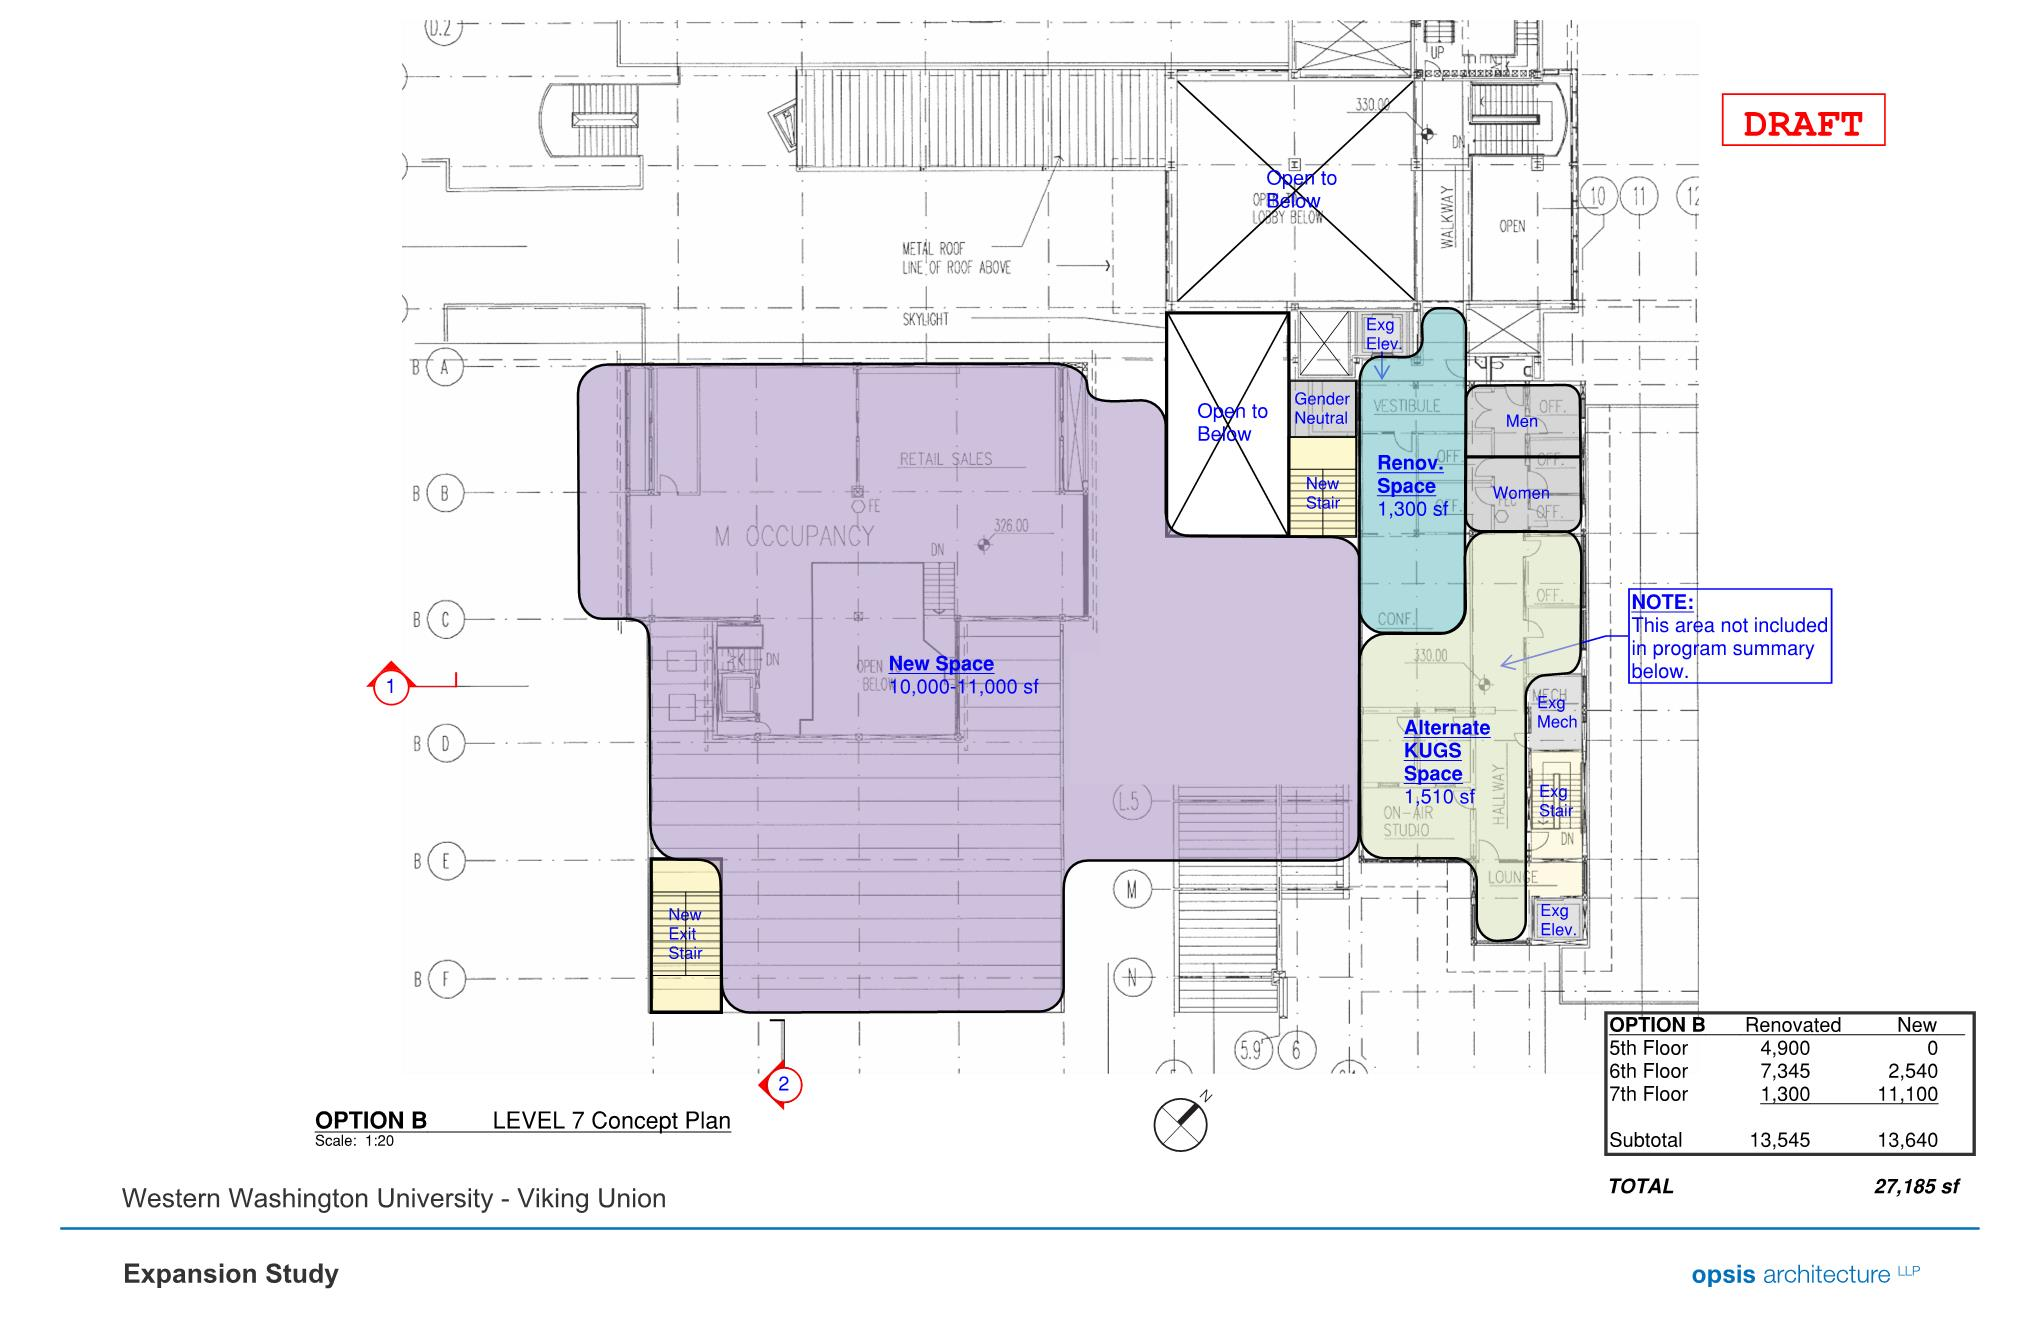 D.2
UP
330.00
DN
DRAFT
Open to
Below
LOBBY BELOW
WALKWAY
OPEN
10
11
12
METAL ROOF
LINE OF ROOF ABOVE
SKYLIGHT
Exg
Elev.
B A
VESTIBULE
Gender
Neutral
Open to
Below
Men
OFF.
RETAIL SALES
OFF.
OFF.
Renov.
Space
1,300 sf
B B
FE
New
Stair
Women
OFF.
OFF.
M OCCUPANCY
326.00
DN
OFF.
B C
CONF.
NOTE:
This area not included
in program summary
below.
DN
OPEN
BELOW
New Space
10,000-11,000 sf
330.00
1
MECH
Exg
Mech
B D
Alternate
KUGS
Space
1,510 sf
HALLWAY
L.5
ON-AIR
STUDIO
Exg
Stair
DN
B E
M
LOUNGE
New
Exit
Stair
Exg
Elev.
B F
N
5.9
6
2
N
OPTION B Renovated New
5th Floor 4,900 0
6th Floor 7,345 2,540
7th Floor 1,300 11,100
Subtotal 13,545 13,640
TOTAL 27,185 sf
OPTION B LEVEL 7 Concept Plan
Scale: 1:20
Western Washington University - Viking Union
Expansion Study
opsis architecture LLP